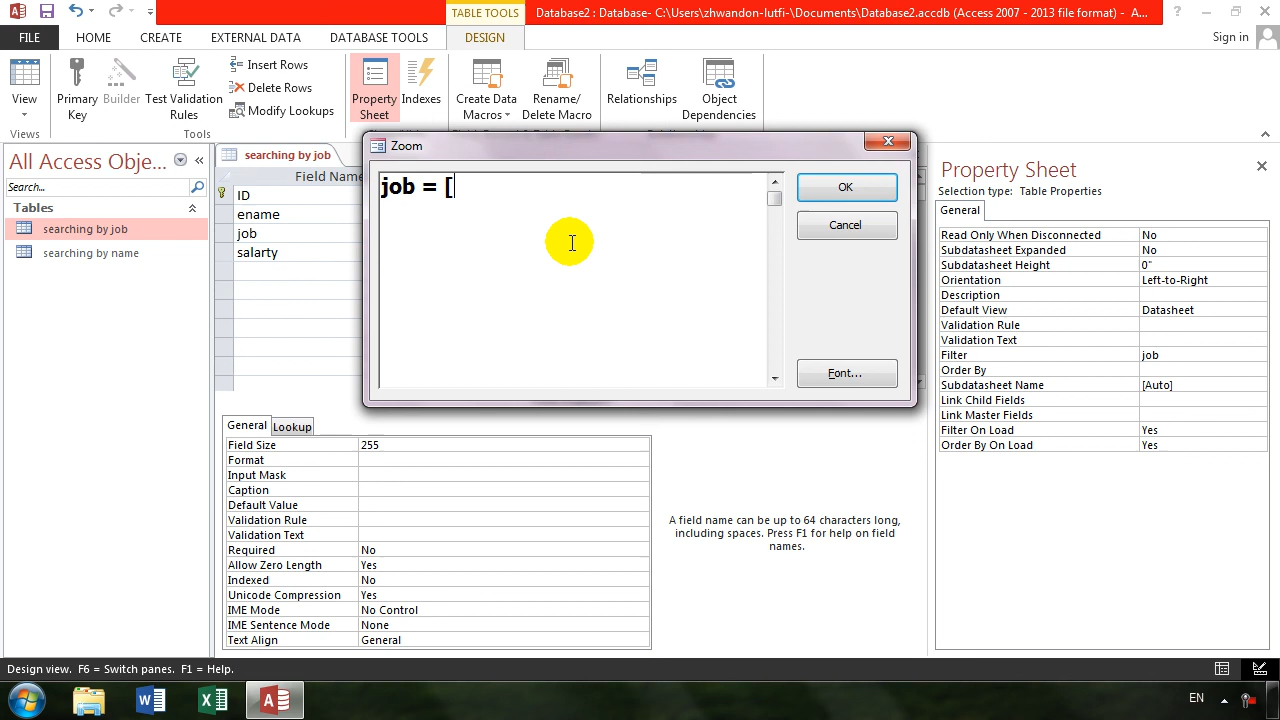 TABLE TOOLS
Database2 : Database- C:\Users\zhwandon-lutfi-\Documents\Database2.accdb (Access 2007 - 2013 file format) - A...
FILE
HOME
CREATE
EXTERNAL DATA
DATABASE TOOLS
DESIGN
Sign in
View
Primary Key
Builder
Test Validation Rules
Insert Rows
Delete Rows
Modify Lookups
Property Sheet
Indexes
Create Data Macros
Rename/ Delete Macro
Relationships
Object Dependencies
Views
Tools
All Access Obje...
Search...
Tables
searching by job
searching by name
searching by job
Field Name
ID
ename
job
salarty
Zoom
job = [
OK
Cancel
Font...
General
Lookup
Field Size 255
Format
Input Mask
Caption
Default Value
Validation Rule
Validation Text
Required No
Allow Zero Length Yes
Indexed No
Unicode Compression Yes
IME Mode No Control
IME Sentence Mode None
Text Align General
A field name can be up to 64 characters long,
including spaces. Press F1 for help on field
names.
Property Sheet
Selection type: Table Properties
General
Read Only When Disconnected No
Subdatasheet Expanded No
Subdatasheet Height 0"
Orientation Left-to-Right
Description
Default View Datasheet
Validation Rule
Validation Text
Filter job
Order By
Subdatasheet Name [Auto]
Link Child Fields
Link Master Fields
Filter On Load Yes
Order By On Load Yes
Design view. F6 = Switch panes. F1 = Help.
EN